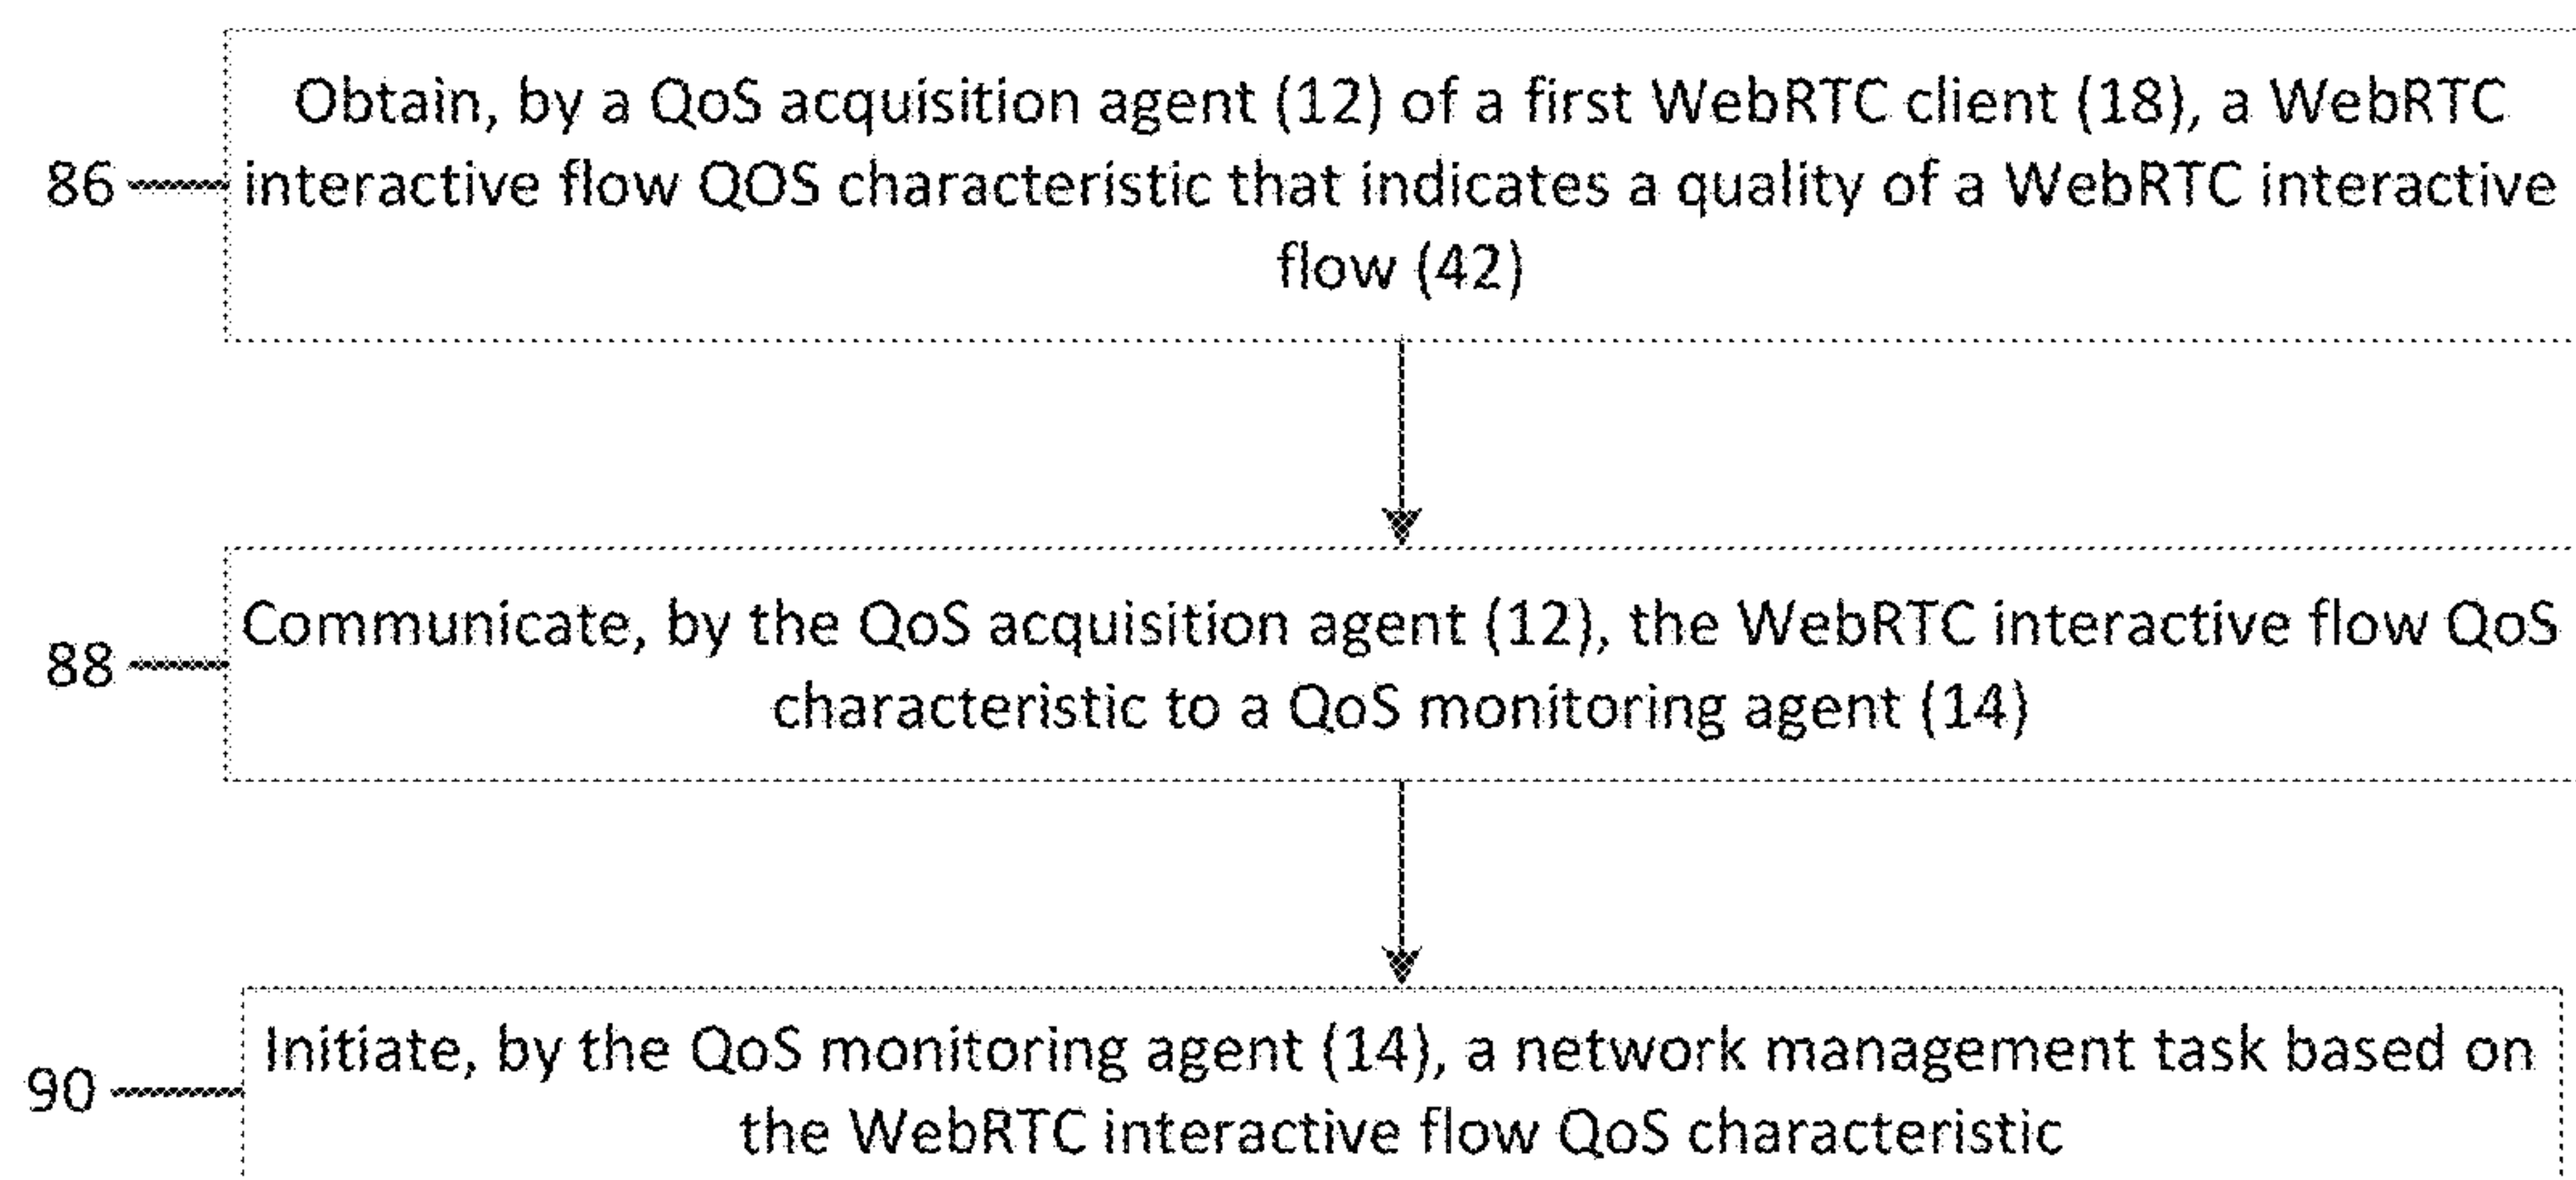 Obtain, by a QoS acquisition agent (12) of a first WebRTC client (18), a WebRTC
86 interactive flow QOS characteristic that indicates a quality of a WebRTC interactive
flow (42)
Communicate, by the QoS acquisition agent (12), the WebRTC interactive flow QoS
88
characteristic to a QoS monitoring agent (14)
Initiate, by the QoS monitoring agent (14), a network management task based on
90
the WebRTC interactive flow QoS characteristic